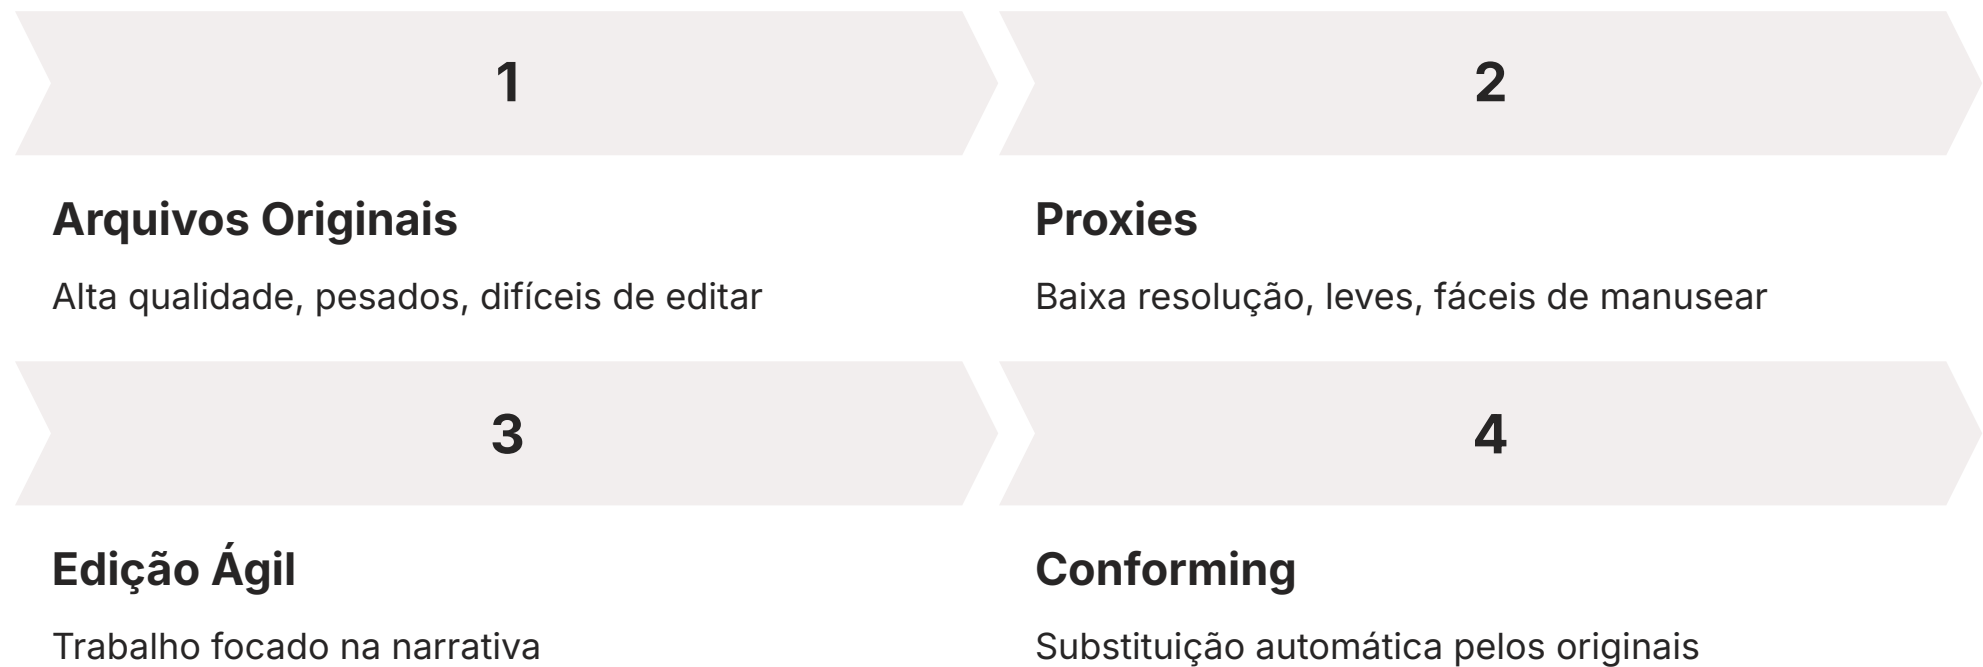 1
Arquivos Originais
Alta qualidade, pesados, difíceis de editar
2
Proxies
Baixa resolução, leves, fáceis de manusear
3
Edição Ágil
Trabalho focado na narrativa
4
Conforming
Substituição automática pelos originais